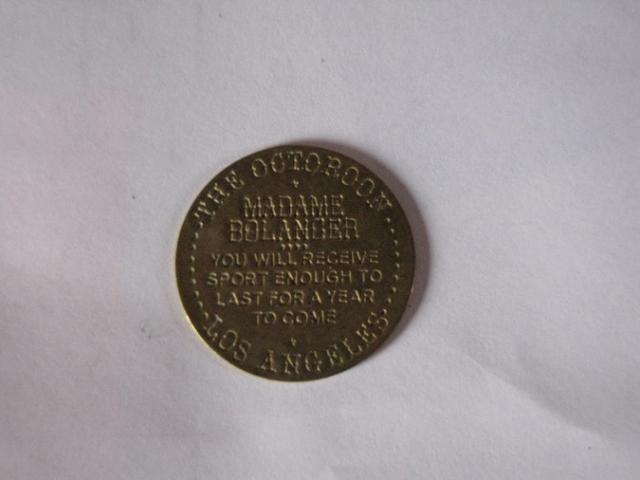 THE OCTOROON
MADAME
BOLANGER
YOU WILL RECEIVE
SPORT ENOUGH TO
LAST FOR A YEAR
TO COME
LOS ANGELES